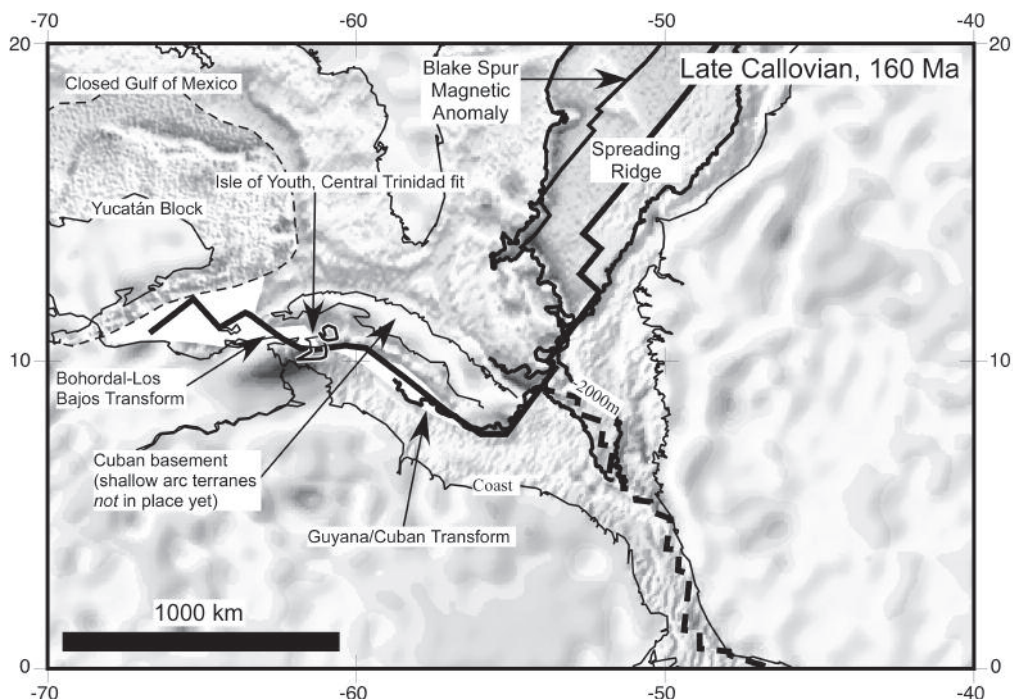 -70
-60
-50
-40
20
20
Late Callovian, 160 Ma
Blake Spur
Magnetic
Anomaly
Closed Gulf of Mexico
Spreading
Ridge
Isle of Youth, Central Trinidad fit
Yucatán Block
10
10
Bohordal-Los
Bajos Transform
-2000m
Cuban basement
(shallow arc terranes
not in place yet)
Coast
Guyana/Cuban Transform
1000 km
0
0
-70
-60
-50
-40